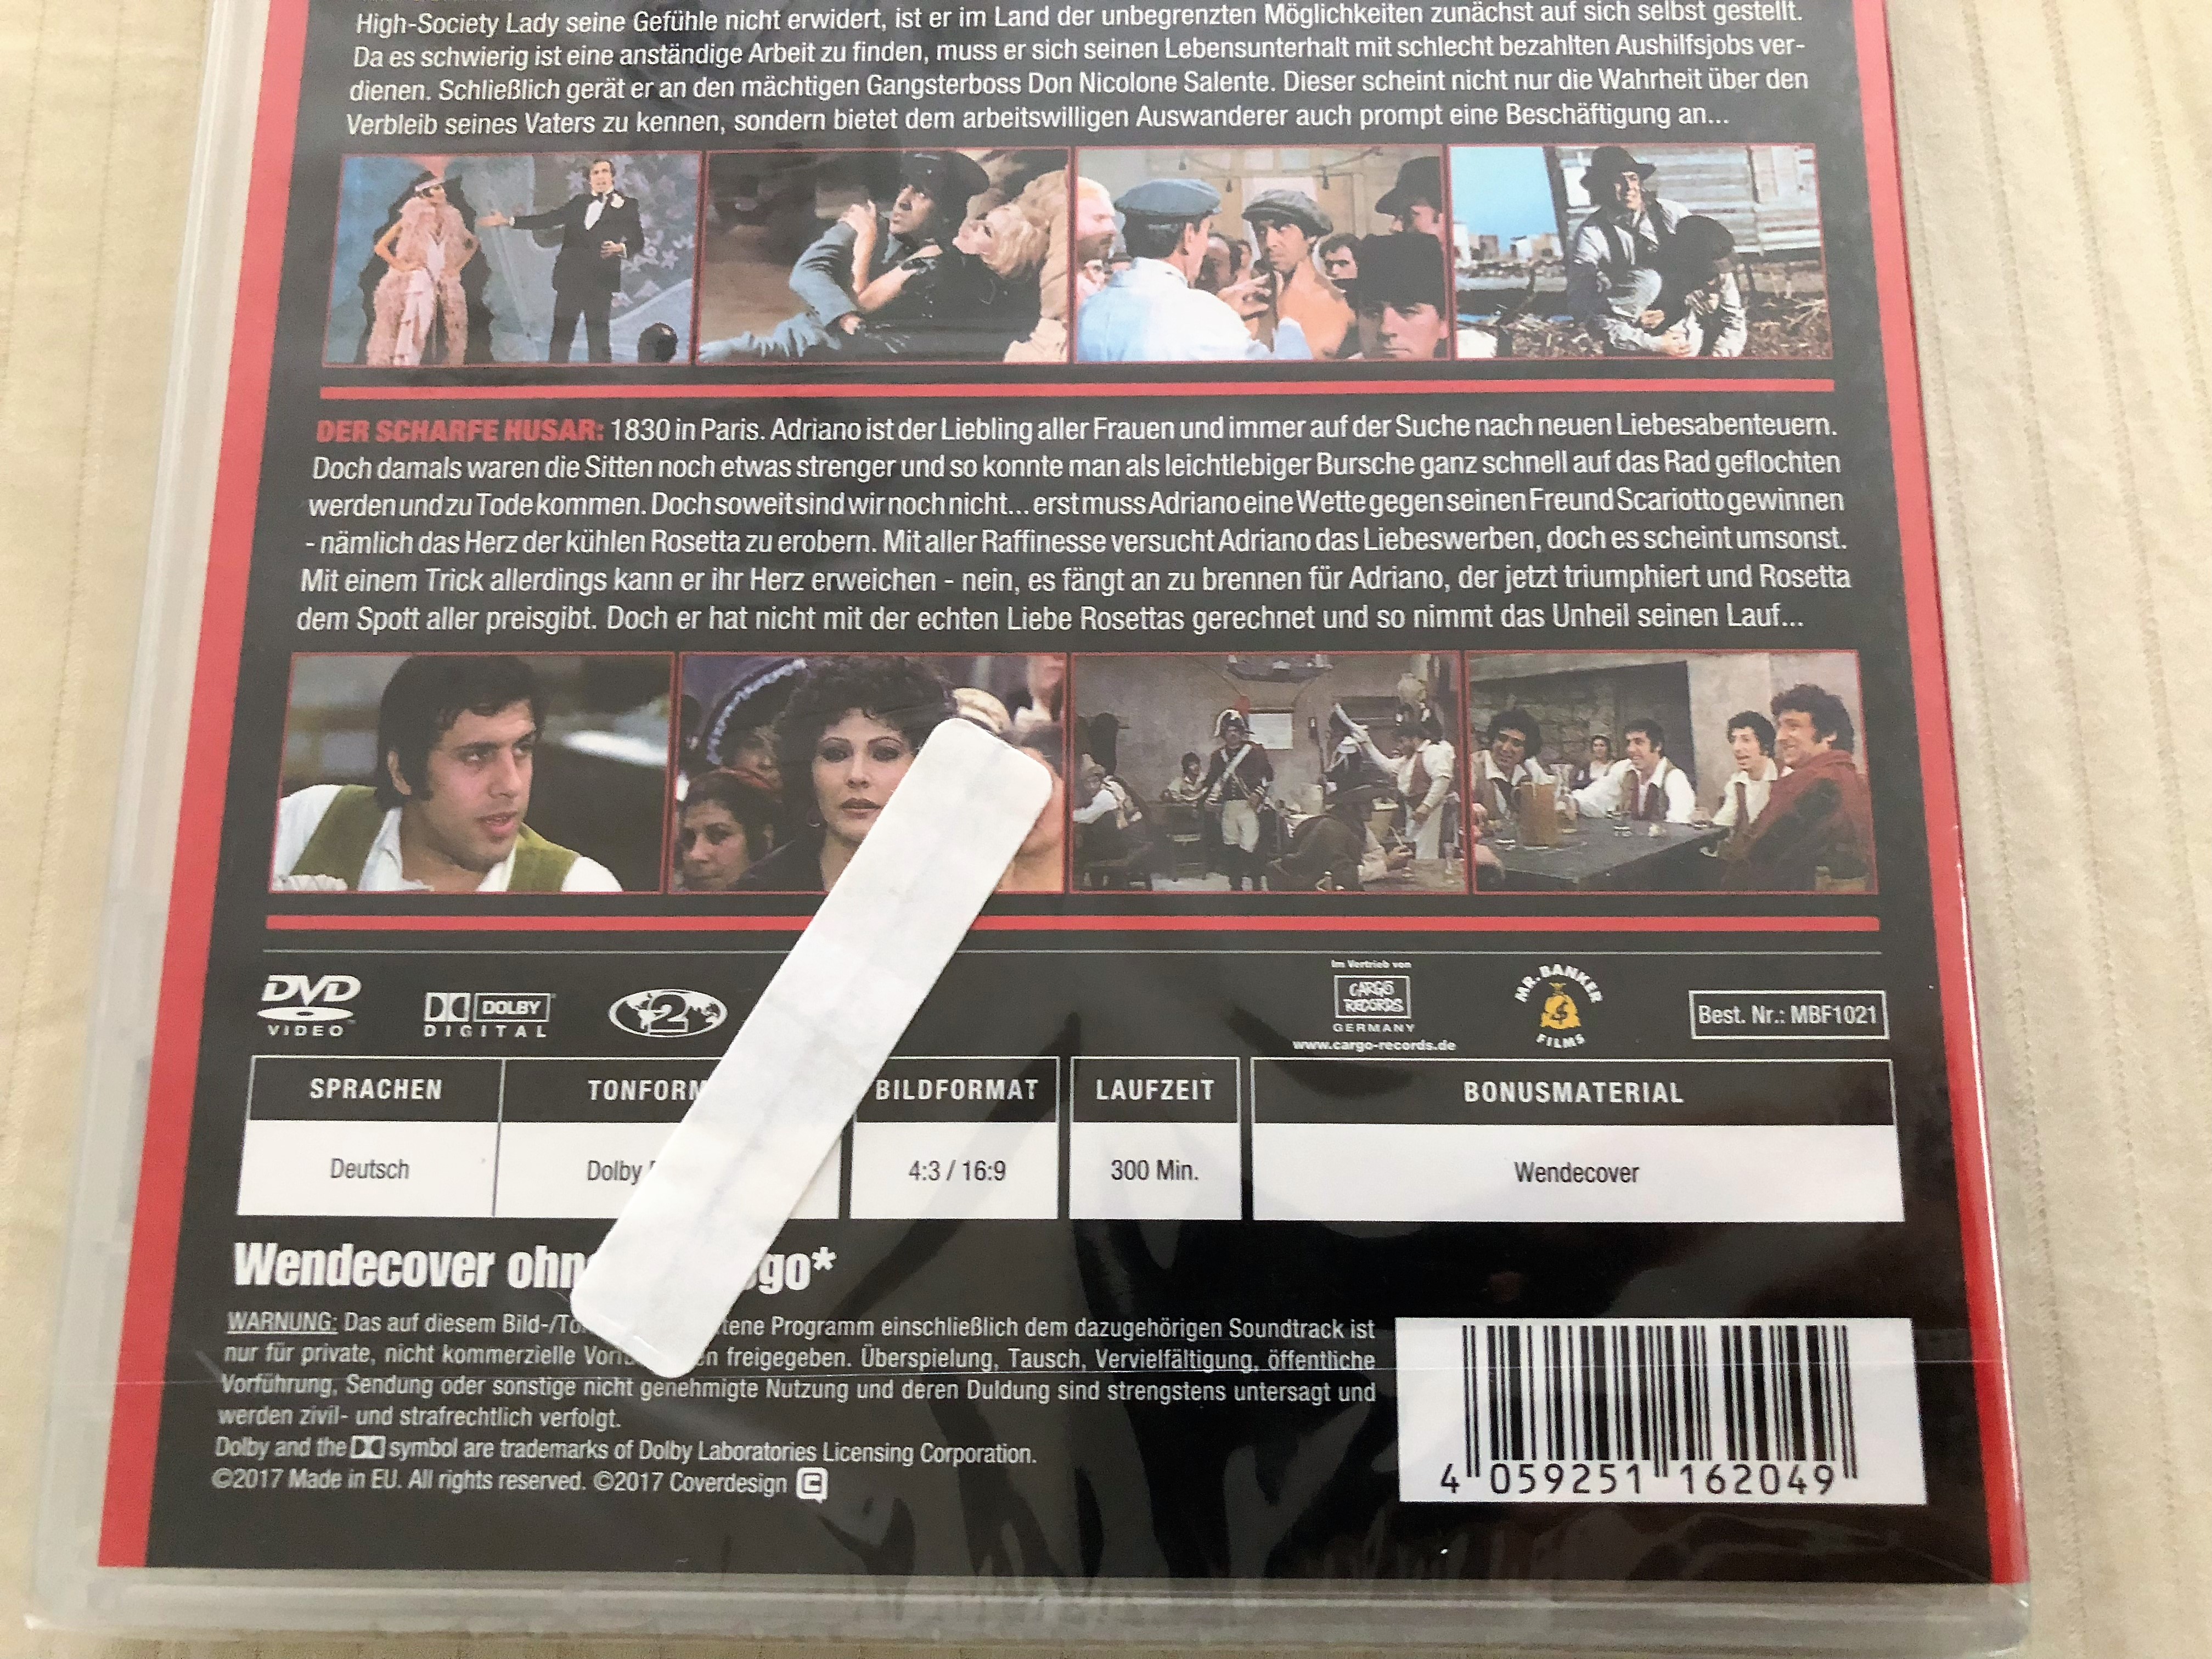 High-Society Lady seine Gefühle nicht erwidert, ist er im Land der unbegrenzten Möglichkeiten zunächst auf sich selbst gestellt.
Da es schwierig ist eine anständige Arbeit zu finden, muss er sich seinen Lebensunterhalt mit schlecht bezahlten Aushilfsjobs ver-
dienen. Schließlich gerät er an den mächtigen Gangsterboss Don Nicolone Salente. Dieser scheint nicht nur die Wahrheit über den
Verbleib seines Vaters zu kennen, sondern bietet dem arbeitswilligen Auswanderer auch prompt eine Beschäftigung an...
DER SCHARFE HUSAR: 1830 in Paris. Adriano ist der Liebling aller Frauen und immer auf der Suche nach neuen Liebesabenteuern.
Doch damals waren die Sitten noch etwas strenger und so konnte man als leichtlebiger Bursche ganz schnell auf das Rad geflochten
werden und zu Tode kommen. Doch soweit sind wir noch nicht... erst muss Adriano eine Wette gegen seinen Freund Scariotto gewinnen
- nämlich das Herz der kühlen Rosetta zu erobern. Mit aller Raffinesse versucht Adriano das Liebeswerben, doch es scheint umsonst.
Mit einem Trick allerdings kann er ihr Herz erweichen - nein, es fängt an zu brennen für Adriano, der jetzt triumphiert und Rosetta
dem Spott aller preisgibt. Doch er hat nicht mit der echten Liebe Rosettas gerechnet und so nimmt das Unheil seinen Lauf...
DVD
VIDEO™
DOLBY
DIGITAL
2
Im Vertrieb von
CARGO
RECORDS
GERMANY
www.cargo-records.de
MR. BANKER
$
FILMS
Best. Nr.: MBF1021
SPRACHEN TONFORM BILDFORMAT LAUFZEIT BONUSMATERIAL
Deutsch Dolby 4:3 / 16:9 300 Min. Wendecover
Wendecover ohn go*
WARNUNG: Das auf diesem Bild-/To tene Programm einschließlich dem dazugehörigen Soundtrack ist
nur für private, nicht kommerzielle Vor n freigegeben. Überspielung, Tausch, Vervielfältigung, öffentliche
Vorführung, Sendung oder sonstige nicht genehmigte Nutzung und deren Duldung sind strengstens untersagt und
werden zivil- und strafrechtlich verfolgt.
Dolby and the symbol are trademarks of Dolby Laboratories Licensing Corporation.
©2017 Made in EU. All rights reserved. ©2017 Coverdesign
4 059251 162049